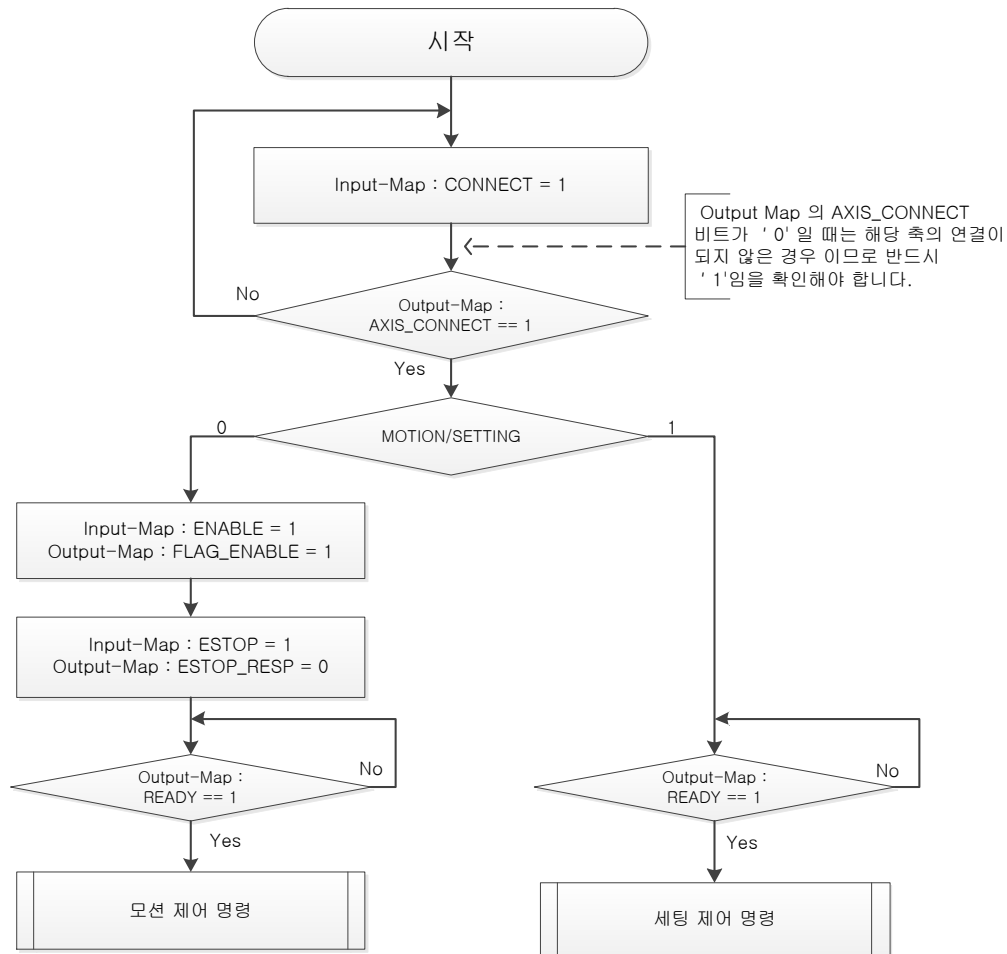 시작
Input-Map : CONNECT = 1
Output Map 의 AXIS_CONNECT
비트가 ' 0' 일 때는 해당 축의 연결이
되지 않은 경우 이므로 반드시
' 1'임을 확인해야 합니다.
No
Output-Map :
AXIS_CONNECT == 1
Yes
0
MOTION/SETTING
1
Input-Map : ENABLE = 1
Output-Map : FLAG_ENABLE = 1
Input-Map : ESTOP = 1
Output-Map : ESTOP_RESP = 0
Output-Map :
READY == 1
No
Yes
모션 제어 명령
Output-Map :
READY == 1
No
Yes
세팅 제어 명령